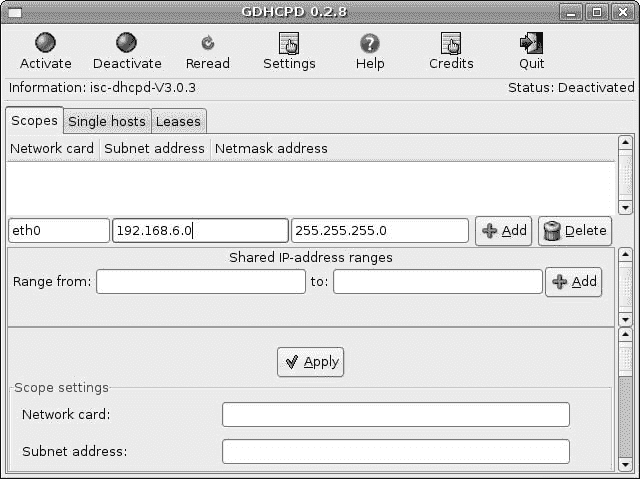 GDHCPD 0.2.8
Activate Deactivate Reread Settings Help Credits Quit
Information: isc-dhcpd-V3.0.3 Status: Deactivated
Scopes Single hosts Leases
Network card Subnet address Netmask address
eth0 192.168.6.0 255.255.255.0 Add Delete
Shared IP-address ranges
Range from: to: Add
Apply
Scope settings
Network card:
Subnet address: